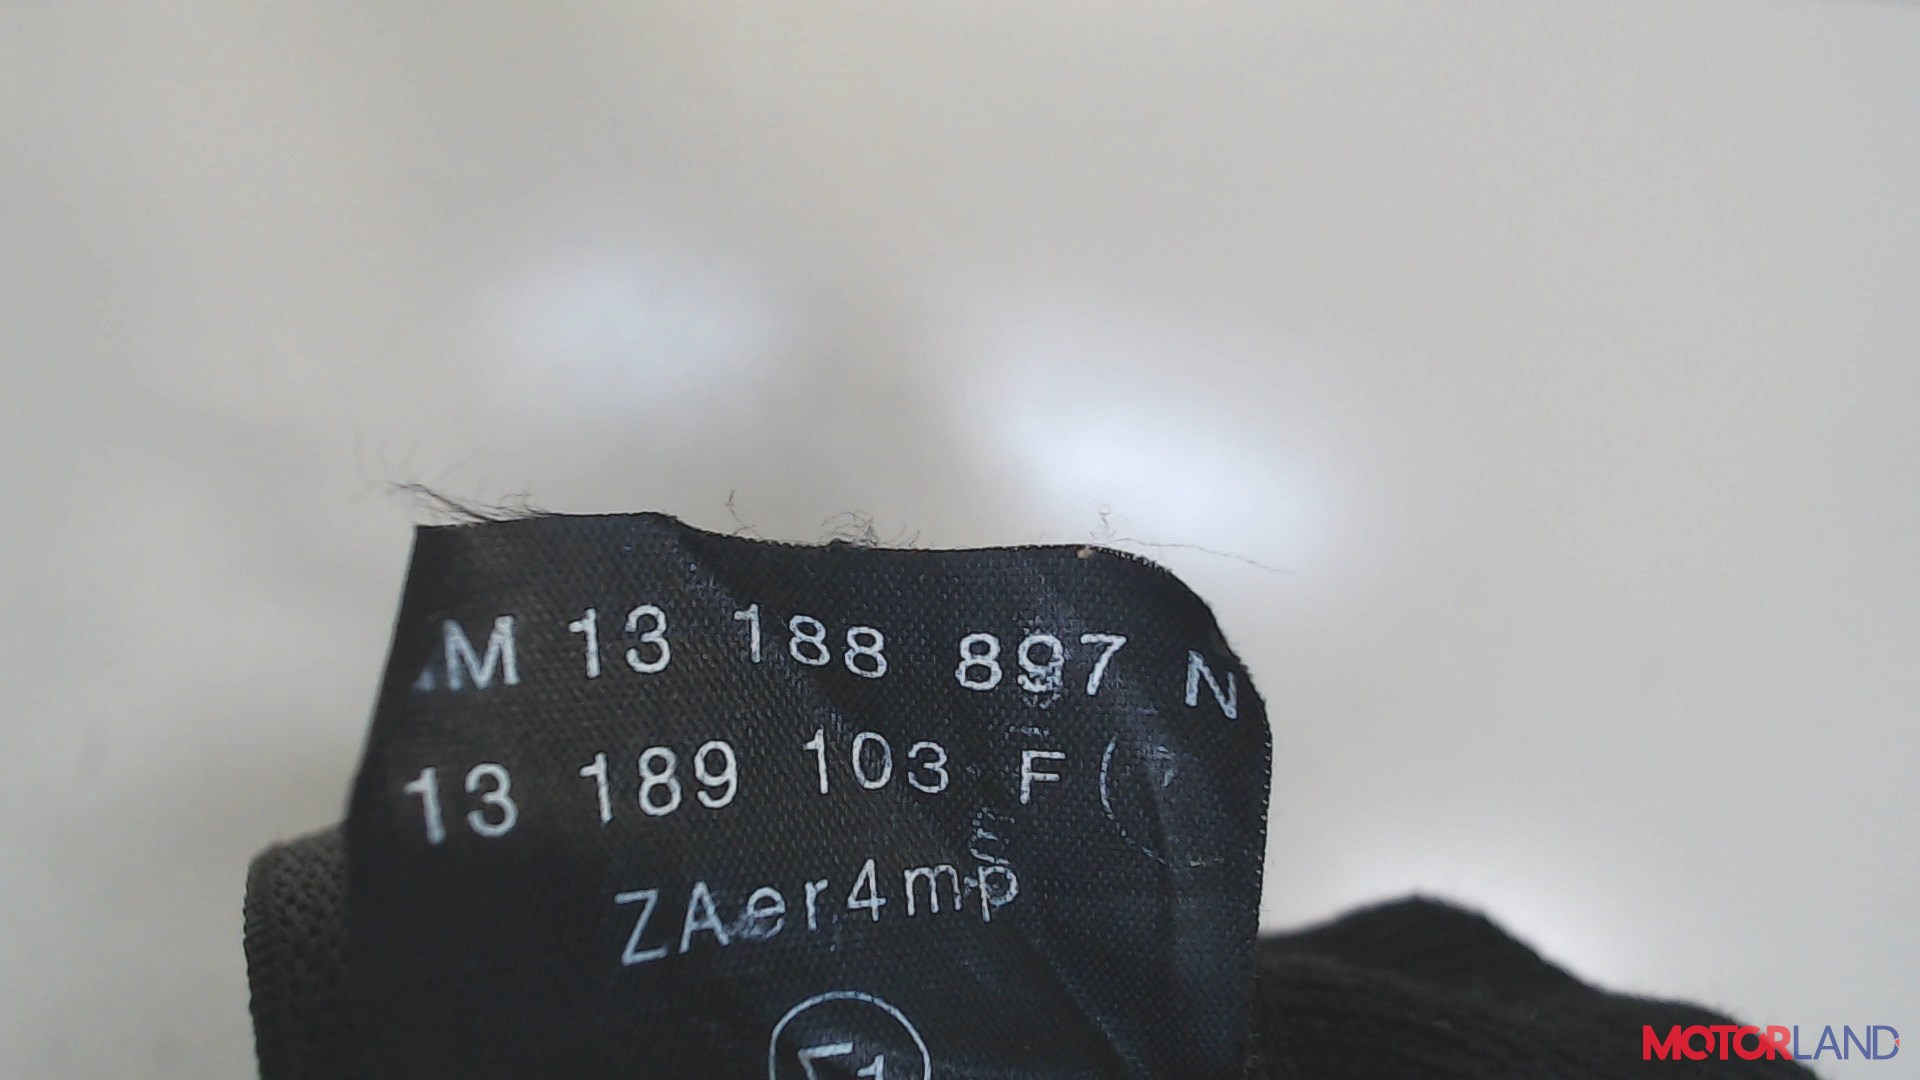 M 13 188 897 N
13 189 103 F (
ZAer4mp
MOTORLAND